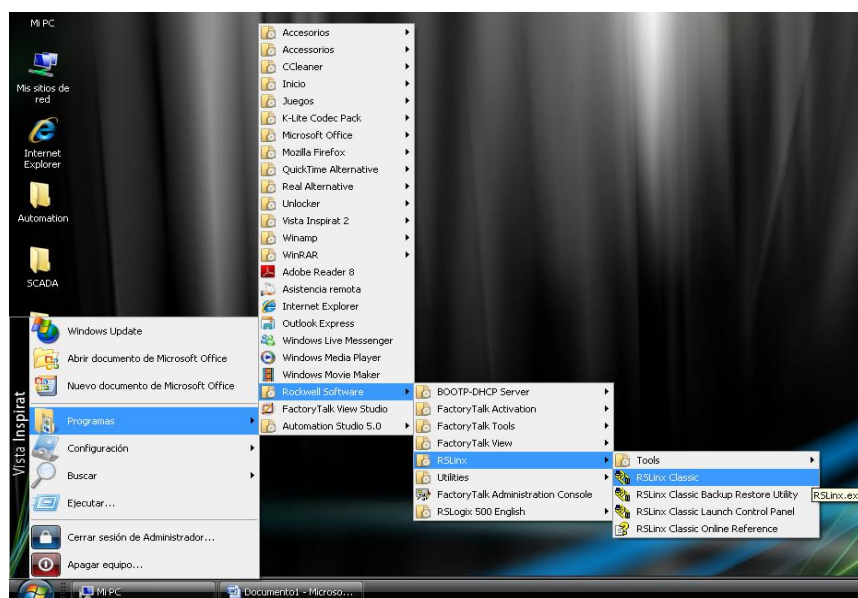 Mi PC
Mis sitios de
red
Internet
Explorer
Automation
SCADA
Vista Inspirat
Windows Update
Abrir documento de Microsoft Office
Nuevo documento de Microsoft Office
Programas
Configuración
Buscar
Ejecutar...
Cerrar sesión de Administrador...
Apagar equipo...
Accesorios
Accessorios
CCleaner
Inicio
Juegos
K-Lite Codec Pack
Microsoft Office
Mozilla Firefox
QuickTime Alternative
Real Alternative
Unlocker
Vista Inspirat 2
Winamp
WinRAR
Adobe Reader 8
Asistencia remota
Internet Explorer
Outlook Express
Windows Live Messenger
Windows Media Player
Windows Movie Maker
Rockwell Software
FactoryTalk View Studio
Automation Studio 5.0
BOOTP-DHCP Server
FactoryTalk Activation
FactoryTalk Tools
FactoryTalk View
RSLinx
Utilities
FactoryTalk Administration Console
RSLogix 500 English
Tools
RSLinx Classic
RSLinx Classic Backup Restore Utility
RSLinx Classic Launch Control Panel
RSLinx Classic Online Reference
RSLinx.ex
Mi PC
Documento1 - Microso...